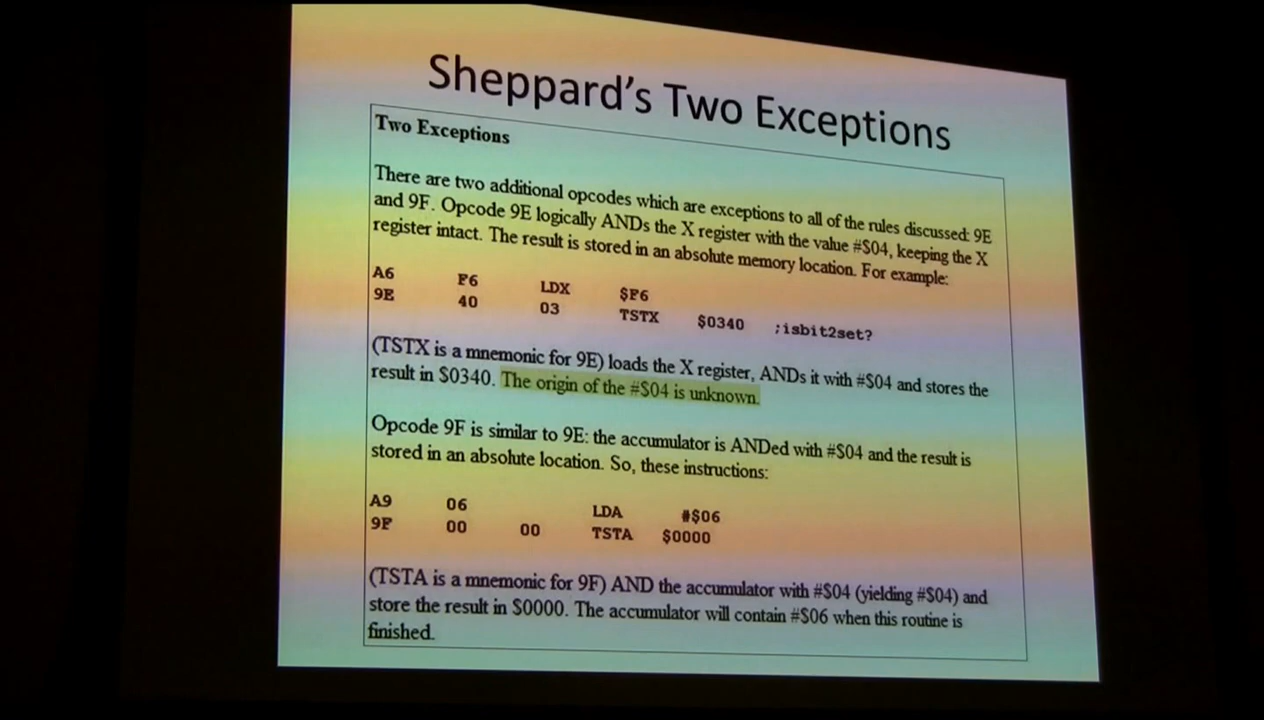 Sheppard's Two Exceptions
Two Exceptions
There are two additional opcodes which are exceptions to all of the rules discussed: 9E
and 9F. Opcode 9E logically ANDs the X register with the value #$04, keeping the X
register intact. The result is stored in an absolute memory location. For example:
A6 F6 LDX $F6
9E 40 03 TSTX $0340 ;isbit2set?
(TSTX is a mnemonic for 9E) loads the X register, ANDs it with #$04 and stores the
result in $0340. The origin of the #$04 is unknown.
Opcode 9F is similar to 9E: the accumulator is ANDed with #$04 and the result is
stored in an absolute location. So, these instructions:
A9 06 LDA #$06
9F 00 00 TSTA $0000
(TSTA is a mnemonic for 9F) AND the accumulator with #$04 (yielding #$04) and
store the result in $0000. The accumulator will contain #$06 when this routine is
finished.